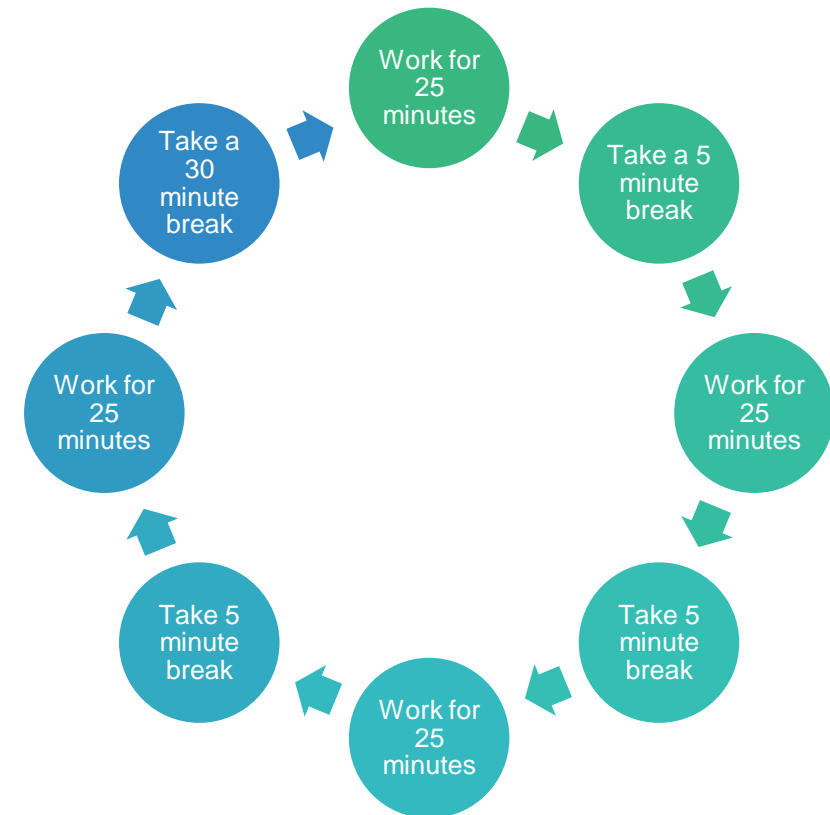 Work for
25
minutes
Take a 5
minute
break
Work for
25
minutes
Take 5
minute
break
Work for
25
minutes
Take 5
minute
break
Work for
25
minutes
Take a
30
minute
break